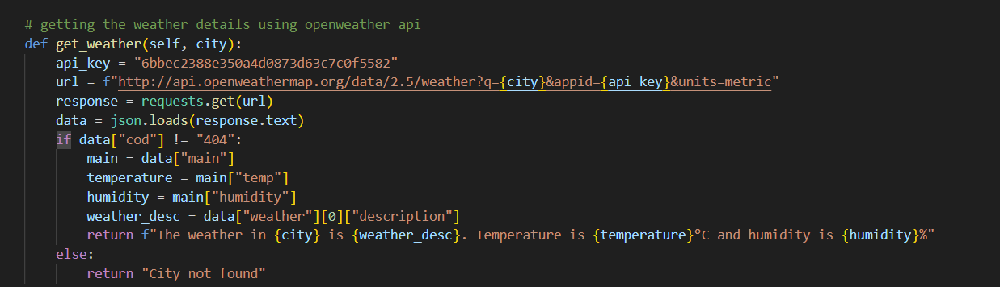 # getting the weather details using openweather api
def get_weather(self, city):
    api_key = "6bbec2388e350a4d0873d63c7c0f5582"
    url = f"http://api.openweathermap.org/data/2.5/weather?q={city}&appid={api_key}&units=metric"
    response = requests.get(url)
    data = json.loads(response.text)
    if data["cod"] != "404":
        main = data["main"]
        temperature = main["temp"]
        humidity = main["humidity"]
        weather_desc = data["weather"][0]["description"]
        return f"The weather in {city} is {weather_desc}. Temperature is {temperature}°C and humidity is {humidity}%"
    else:
        return "City not found"